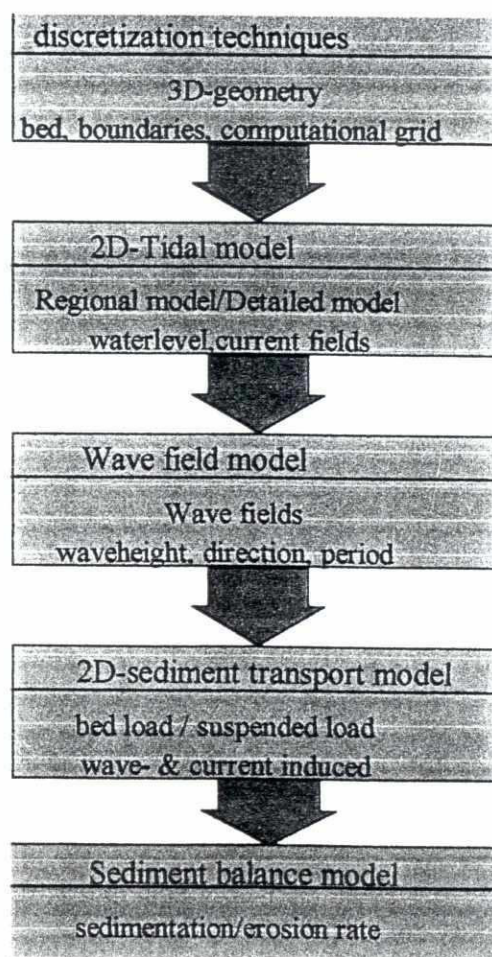 discretization techniques
3D-geometry
bed, boundaries, computational grid
2D-Tidal model
Regional model/Detailed model
waterlevel,current fields
Wave field model
Wave fields
waveheight, direction, period
2D-sediment transport model
bed load / suspended load
wave- & current induced
Sediment balance model
sedimentation/erosion rate